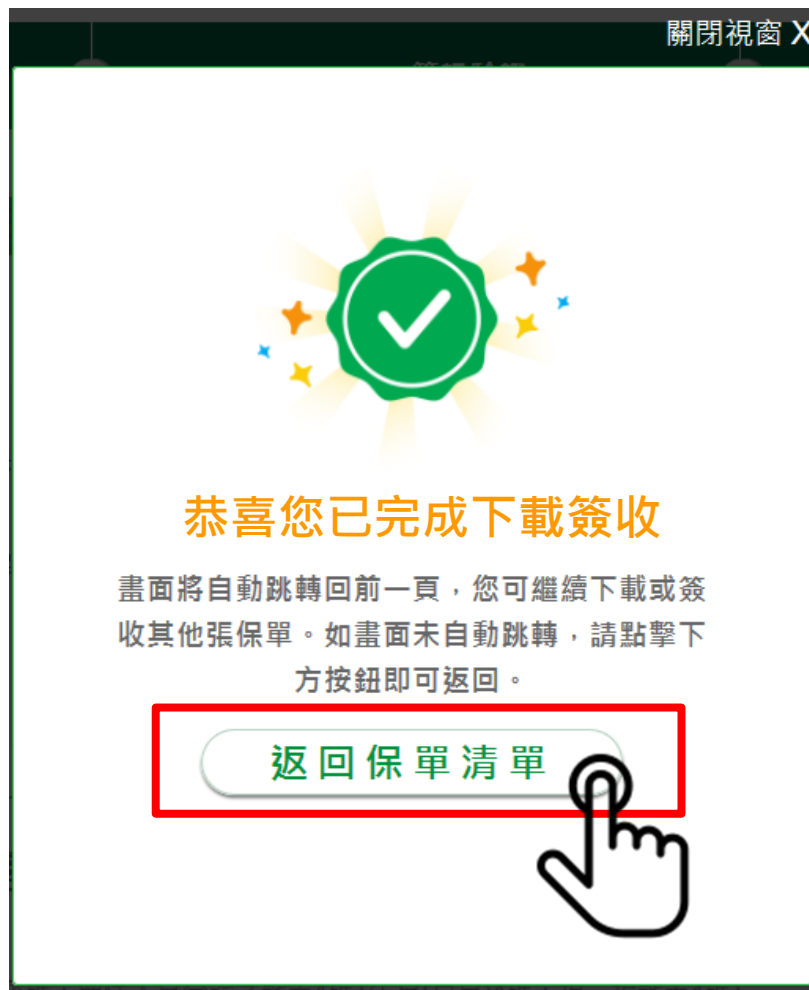 關閉視窗 X
恭喜您已完成下載簽收
畫面將自動跳轉回前一頁，您可繼續下載或簽
收其他張保單。如畫面未自動跳轉，請點擊下
方按鈕即可返回。
返回保單清單